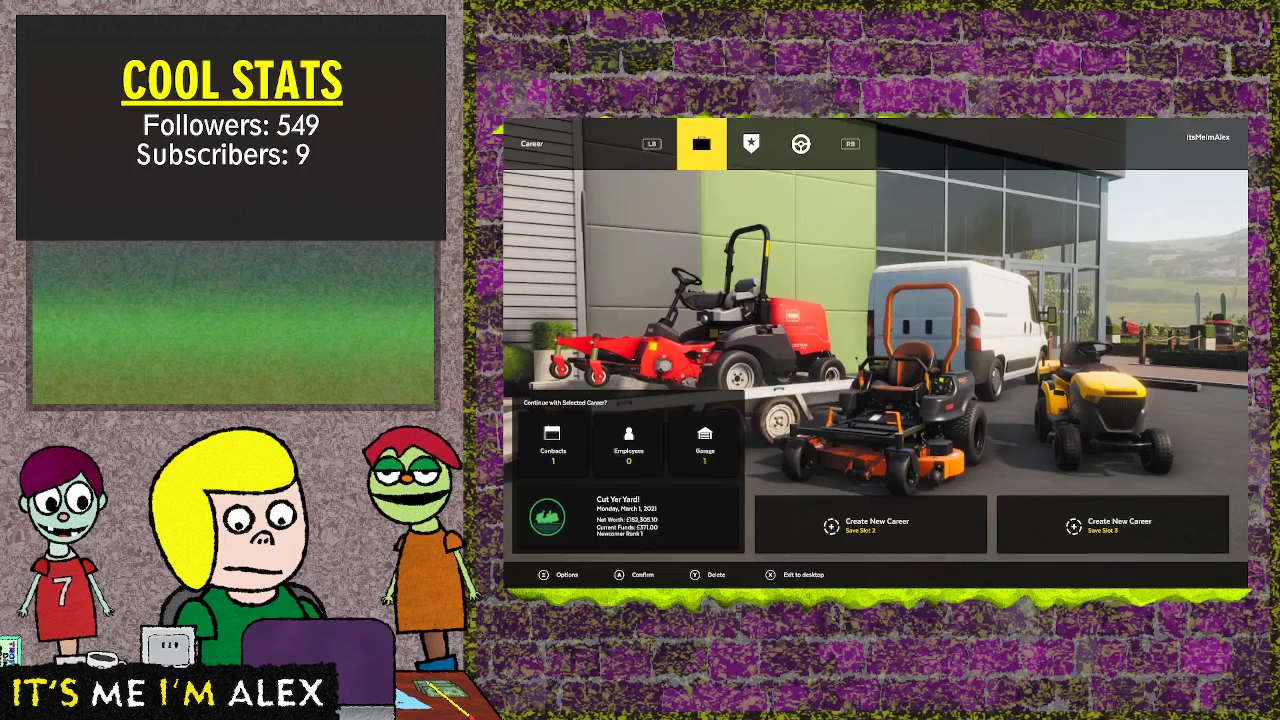 COOL STATS
Followers: 549
Subscribers: 9
Career
LB
RB
ItsMeImAlex
Continue with Selected Career?
Contracts
1
Employees
0
Garage
1
Cut Yer Yard!
Monday, March 1, 2021
Net Worth: £152,305.10
Current Funds: £371.00
Newcomer Rank 1
Create New Career
Save Slot 2
Create New Career
Save Slot 3
Options
A Confirm
Y Delete
X Exit to desktop
7
IT'S ME I'M ALEX